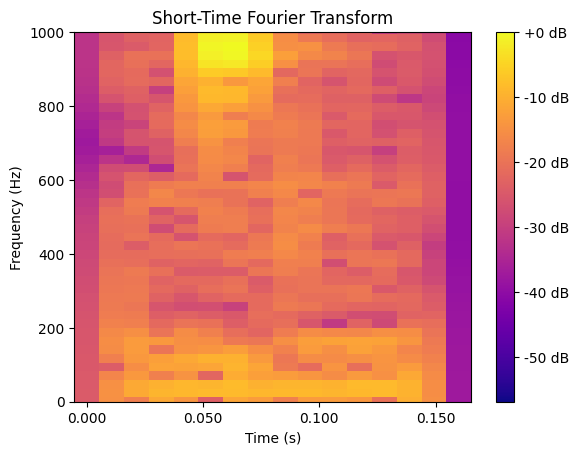 Short-Time Fourier Transform
1000
800
600
400
200
0
Frequency (Hz)
0.000
0.050
0.100
0.150
Time (s)
+0 dB
-10 dB
-20 dB
-30 dB
-40 dB
-50 dB